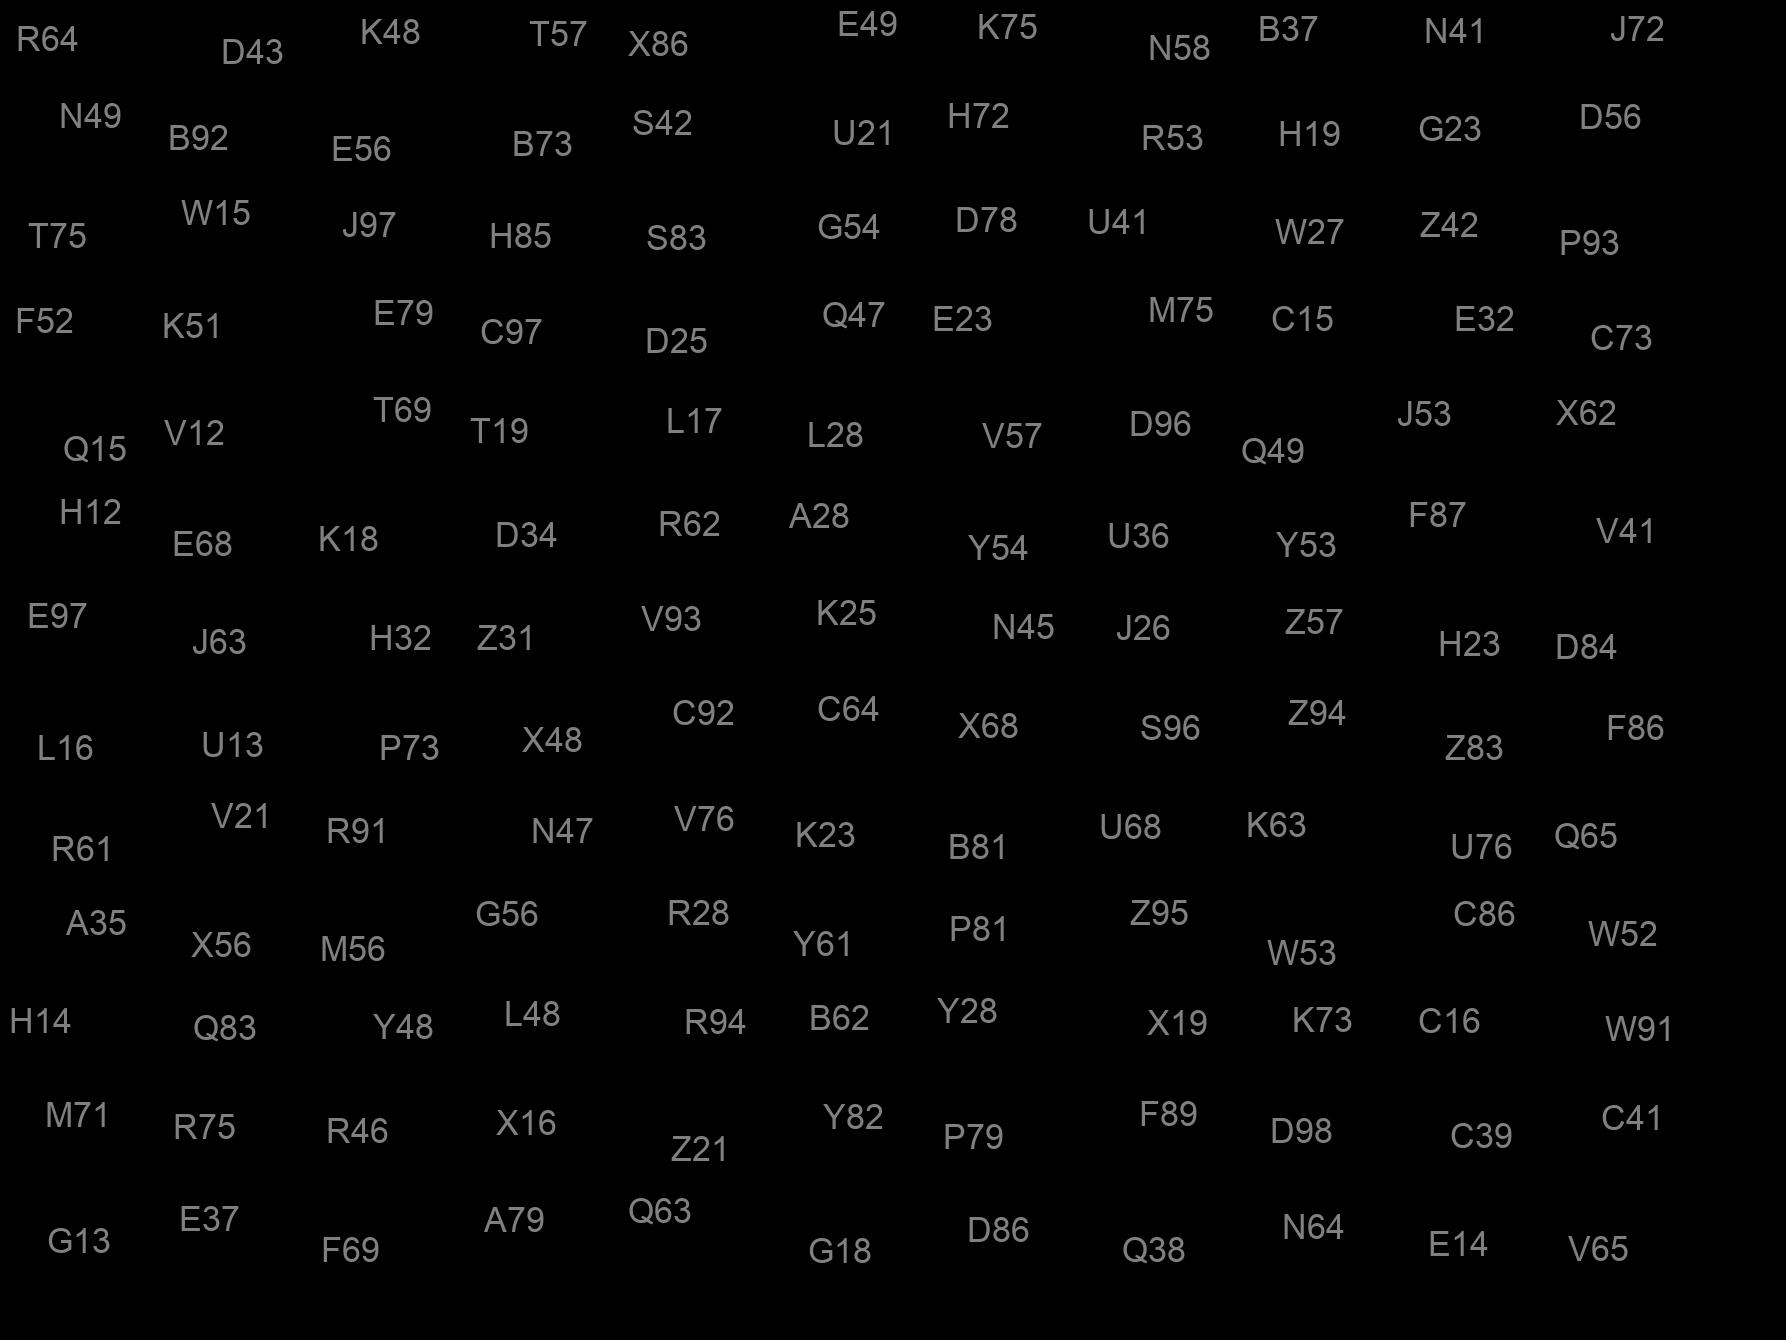 R64 D43 K48 T57 X86 E49 K75 N58 B37 N41 J72
N49 B92 E56 B73 S42 U21 H72 R53 H19 G23 D56
T75 W15 J97 H85 S83 G54 D78 U41 W27 Z42 P93
F52 K51 E79 C97 D25 Q47 E23 M75 C15 E32 C73
Q15 V12 T69 T19 L17 L28 V57 D96 Q49 J53 X62
H12 E68 K18 D34 R62 A28 Y54 U36 Y53 F87 V41
E97 J63 H32 Z31 V93 K25 N45 J26 Z57 H23 D84
L16 U13 P73 X48 C92 C64 X68 S96 Z94 Z83 F86
R61 V21 R91 N47 V76 K23 B81 U68 K63 U76 Q65
A35 X56 M56 G56 R28 Y61 P81 Z95 W53 C86 W52
H14 Q83 Y48 L48 R94 B62 Y28 X19 K73 C16 W91
M71 R75 R46 X16 Z21 Y82 P79 F89 D98 C39 C41
G13 E37 F69 A79 Q63 G18 D86 Q38 N64 E14 V65